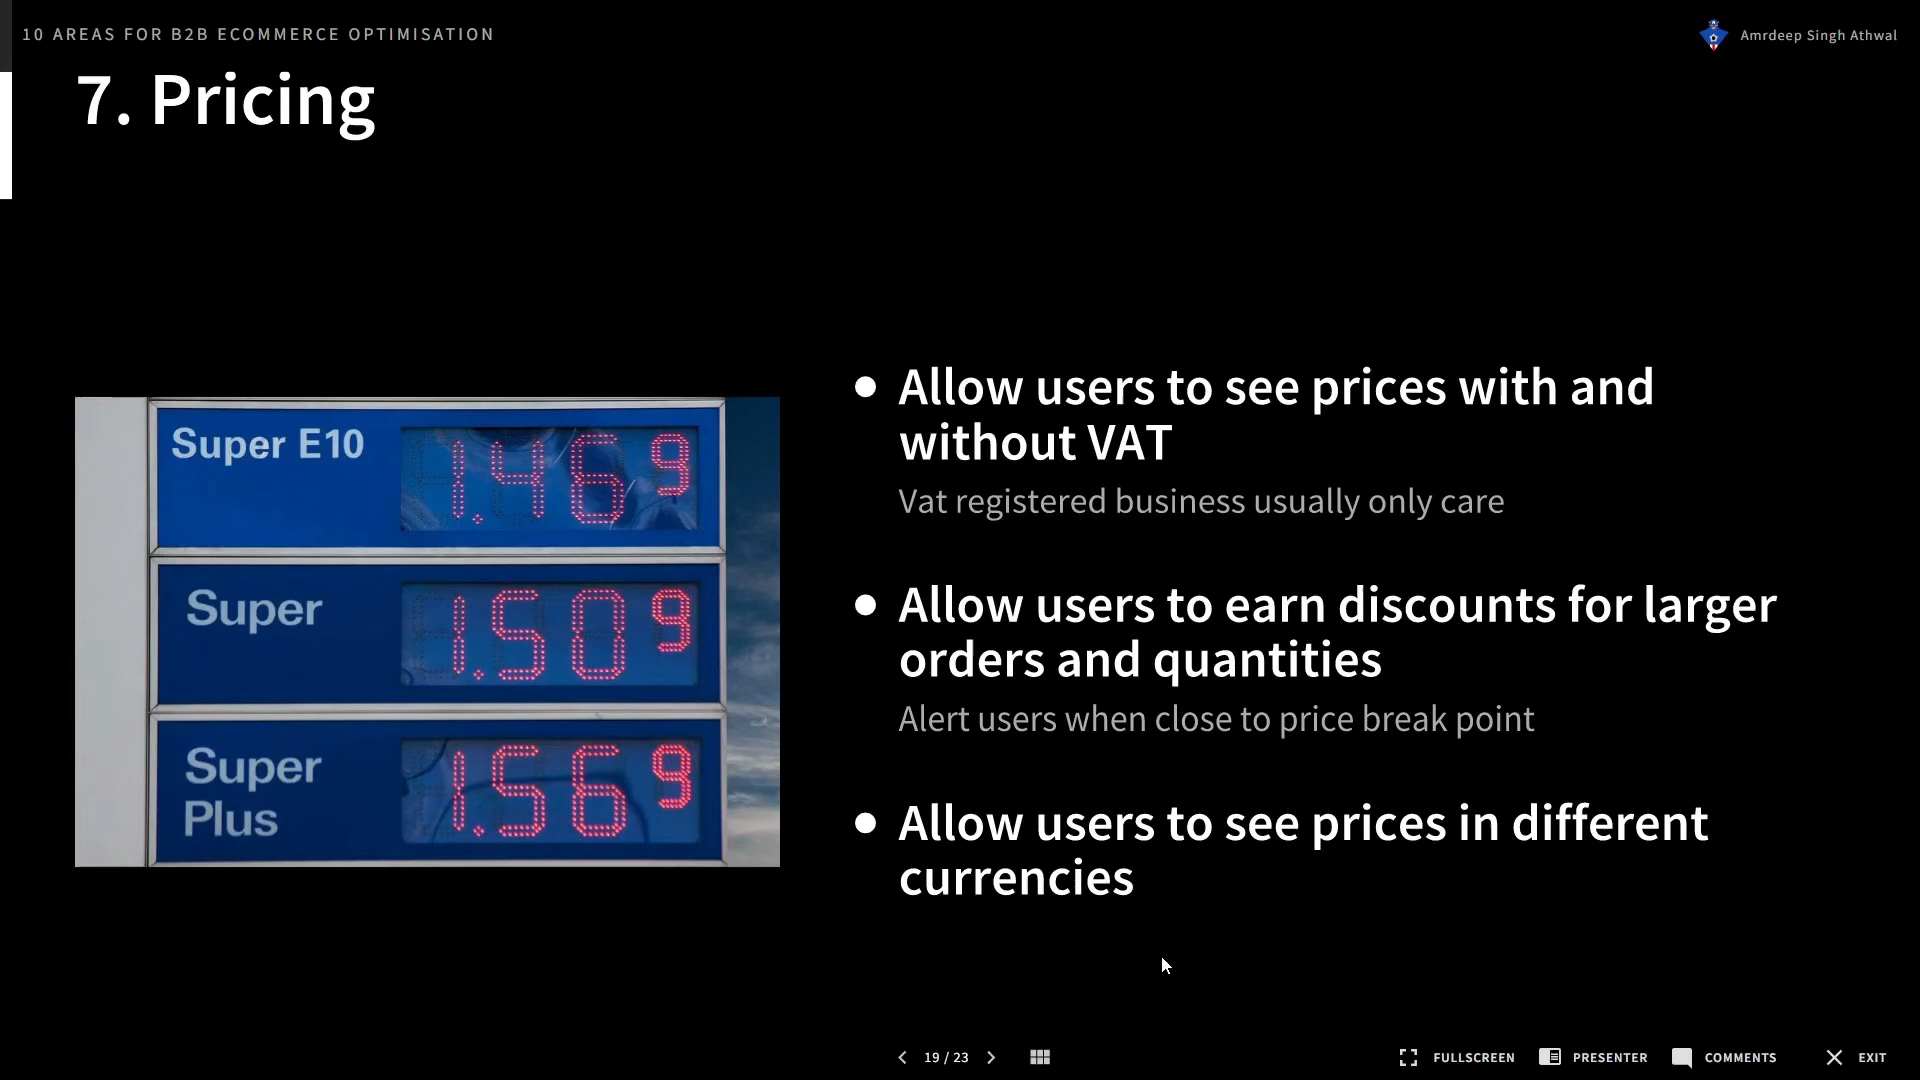 10 AREAS FOR B2B ECOMMERCE OPTIMISATION
Amrdeep Singh Athwal
7. Pricing
Super E10
1.469
Super
1.509
Super
Plus
1.569
Allow users to see prices with and
without VAT
Vat registered business usually only care
Allow users to earn discounts for larger
orders and quantities
Alert users when close to price break point
Allow users to see prices in different
currencies
19 / 23
FULLSCREEN
PRESENTER
COMMENTS
EXIT